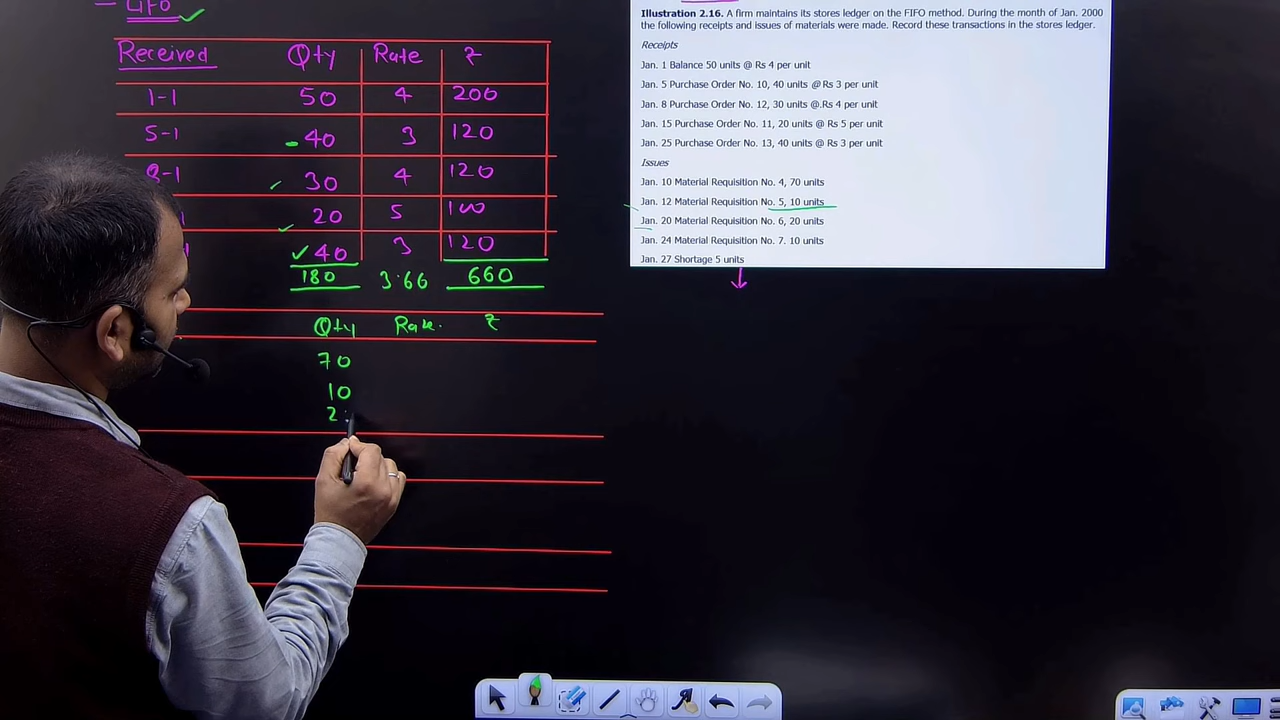 — LIFO
Received Qty Rate ₹
1-1 50 4 200
5-1 40 3 120
8-1 30 4 120
20 5 100
40 3 120
180 3.66 660
Qty Rate. ₹
70
10
2
Illustration 2.16. A firm maintains its stores ledger on the FIFO method. During the month of Jan. 2000
the following receipts and issues of materials were made. Record these transactions in the stores ledger.
Receipts
Jan. 1 Balance 50 units @ Rs 4 per unit
Jan. 5 Purchase Order No. 10, 40 units @ Rs 3 per unit
Jan. 8 Purchase Order No. 12, 30 units @.Rs 4 per unit
Jan. 15 Purchase Order No. 11, 20 units @ Rs 5 per unit
Jan. 25 Purchase Order No. 13, 40 units @ Rs 3 per unit
Issues
Jan. 10 Material Requisition No. 4, 70 units
Jan. 12 Material Requisition No. 5, 10 units
Jan. 20 Material Requisition No. 6, 20 units
Jan. 24 Material Requisition No. 7. 10 units
Jan. 27 Shortage 5 units